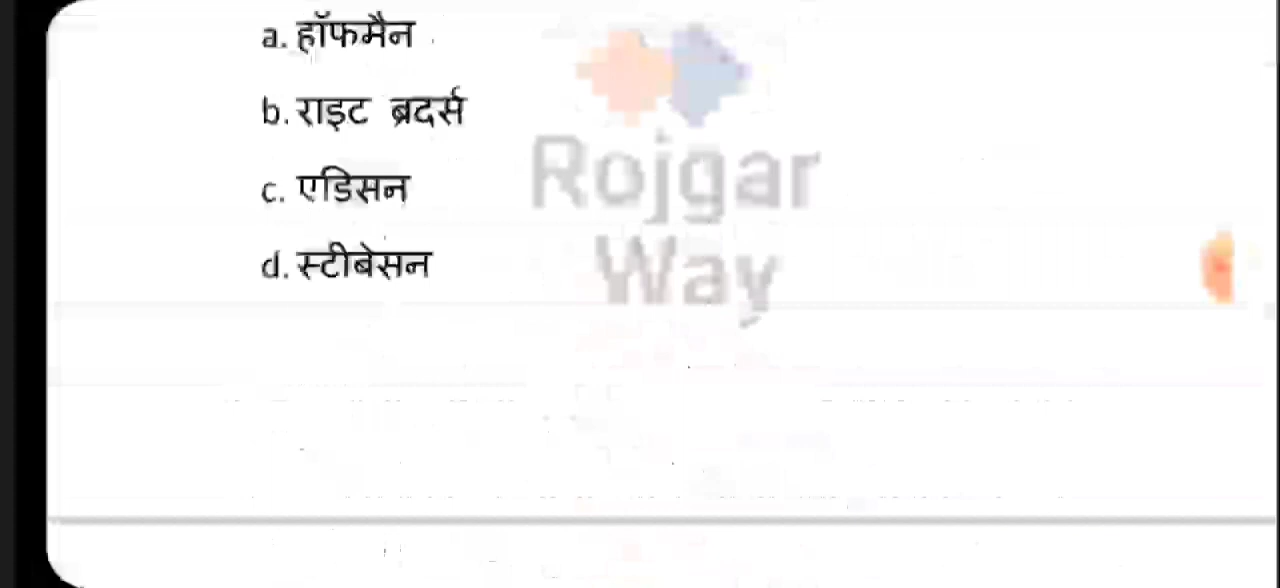 a. हॉफमैन
b. राइट ब्रदर्स
c. एडिसन
d. स्टीबेसन
Rojgar
Way